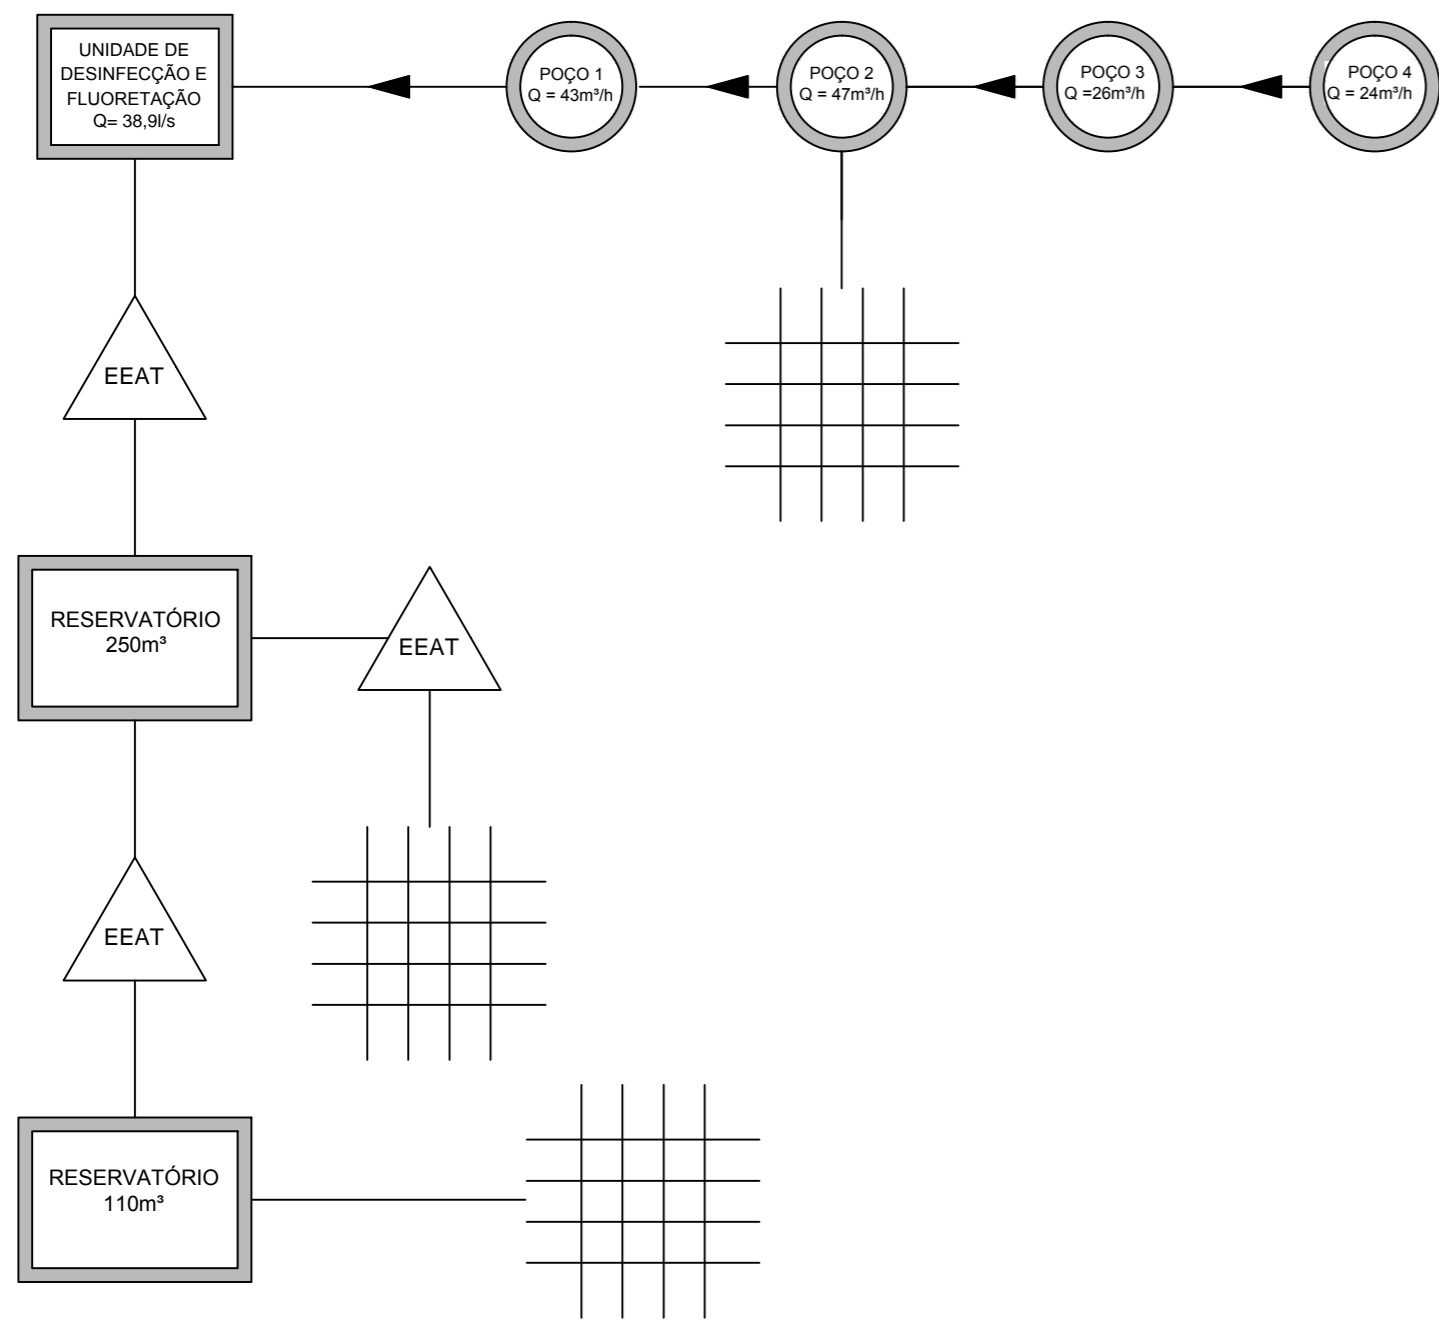 UNIDADE DE
DESINFECÇÃO E
FLUORETAÇÃO
Q= 38,9l/s
POÇO 1
Q = 43m³/h
POÇO 2
Q = 47m³/h
POÇO 3
Q =26m³/h
POÇO 4
Q = 24m³/h
EEAT
RESERVATÓRIO
250m³
EEAT
EEAT
RESERVATÓRIO
110m³